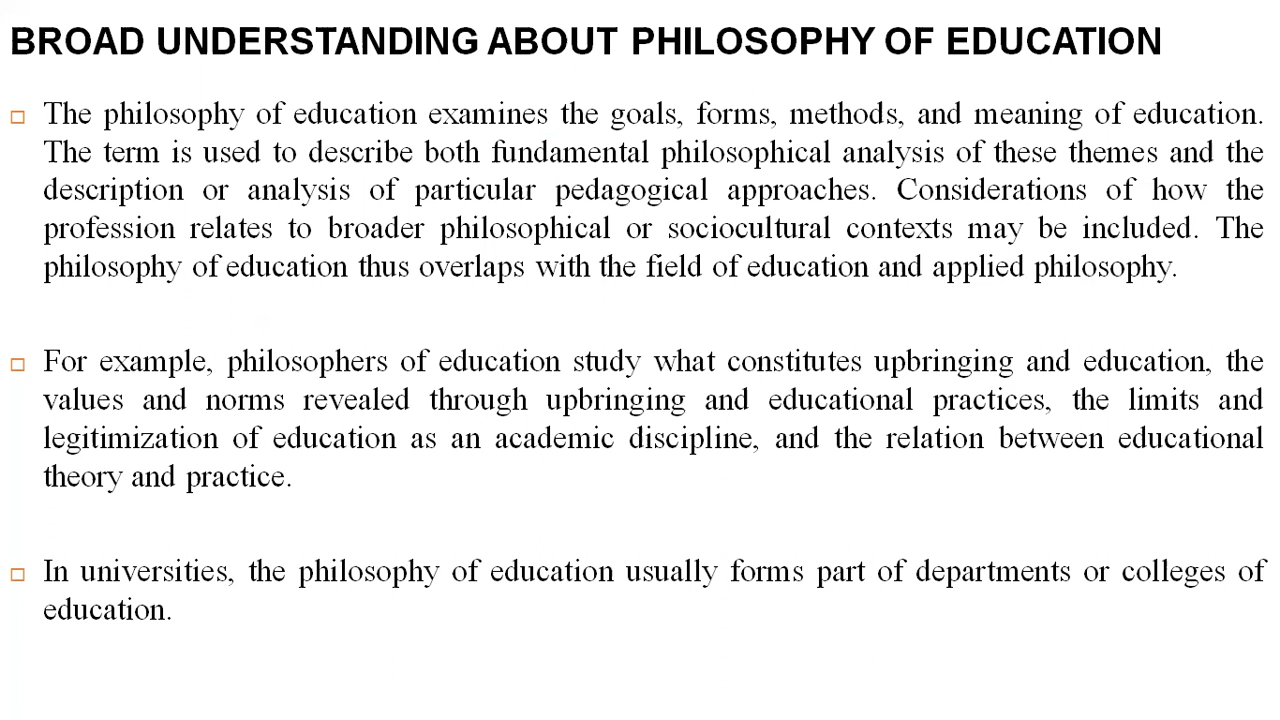 BROAD UNDERSTANDING ABOUT PHILOSOPHY OF EDUCATION
The philosophy of education examines the goals, forms, methods, and meaning of education.
The term is used to describe both fundamental philosophical analysis of these themes and the
description or analysis of particular pedagogical approaches. Considerations of how the
profession relates to broader philosophical or sociocultural contexts may be included. The
philosophy of education thus overlaps with the field of education and applied philosophy.
For example, philosophers of education study what constitutes upbringing and education, the
values and norms revealed through upbringing and educational practices, the limits and
legitimization of education as an academic discipline, and the relation between educational
theory and practice.
In universities, the philosophy of education usually forms part of departments or colleges of
education.